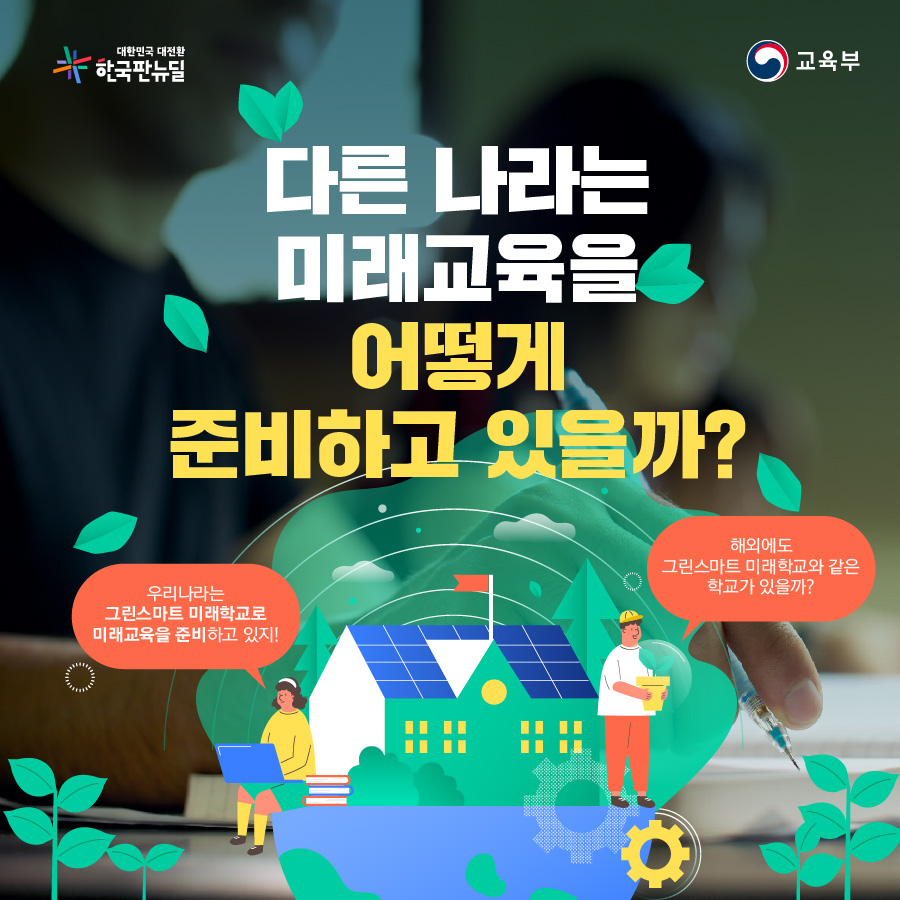 대한민국 대전환
한국판뉴딜
교육부
다른 나라는
미래교육을
어떻게
준비하고 있을까?
해외에도
그린스마트 미래학교와 같은
학교가 있을까?
우리나라는
그린스마트 미래학교로
미래교육을 준비하고 있지!